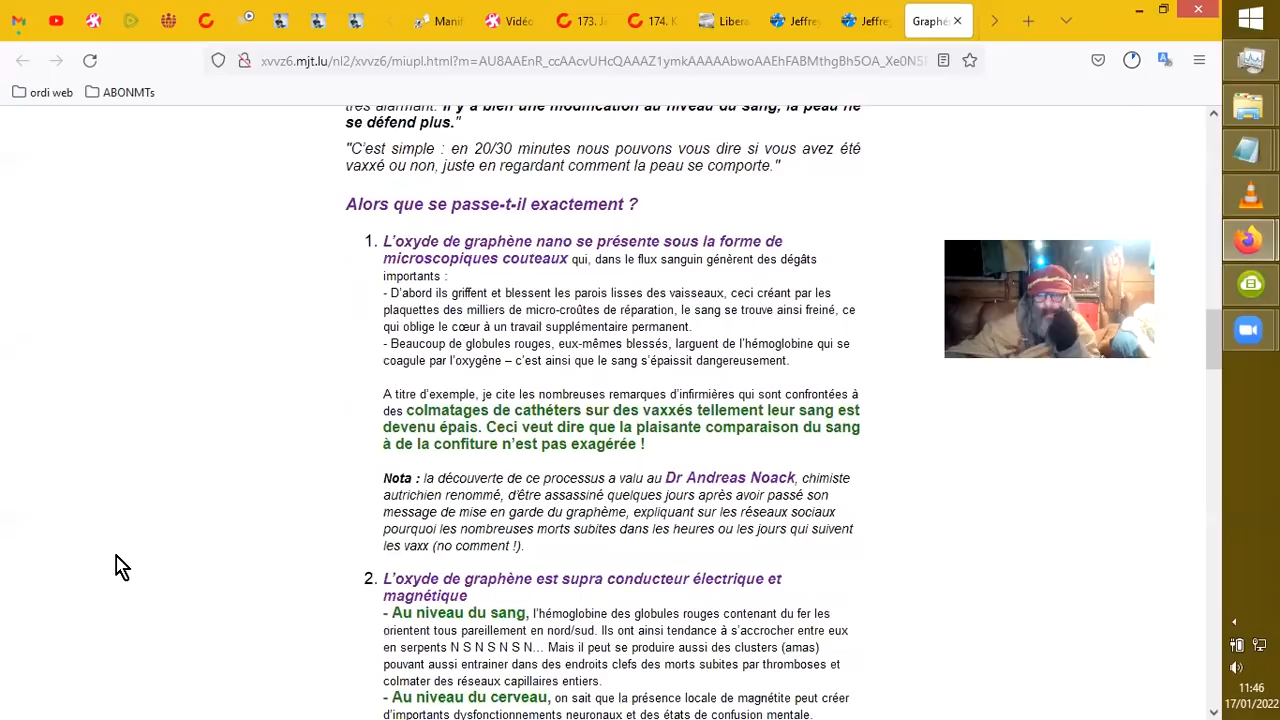 Manif
Vidéo
173. J
174. K
Libera
Jeffrey
Jeffrey
Graphé
xvvz6.mjt.lu/nl2/xvvz6/mupl.html?m=
ordi web
ABONMTs
très alarmant. Il y a bien une modification au niveau du sang, la peau ne
se défend plus."
"C'est simple : en 20/30 minutes nous pouvons vous dire si vous avez été
vaxxé ou non, juste en regardant comment la peau se comporte."
Alors que se passe-t-il exactement ?
1. L'oxyde de graphène nano se présente sous la forme de
microscopiques couteaux qui, dans le flux sanguin génèrent des dégâts
importants :
- D'abord ils griffent et blessent les parois lisses des vaisseaux, ceci créant par les
plaquettes des milliers de micro-croûtes de réparation, le sang se trouve ainsi freiné, ce
qui oblige le cœur à un travail supplémentaire permanent.
- Beaucoup de globules rouges, eux-mêmes blessés, larguent de l'hémoglobine qui se
coagule par l'oxygène – c'est ainsi que le sang s'épaissit dangereusement.
A titre d'exemple, je cite les nombreuses remarques d'infirmières qui sont confrontées à
des colmatages de cathéters sur des vaxxés tellement leur sang est
devenu épais. Ceci veut dire que la plaisante comparaison du sang
à de la confiture n'est pas exagérée !
Nota : la découverte de ce processus a valu au Dr Andreas Noack, chimiste
autrichien renommé, d'être assassiné quelques jours après avoir passé son
message de mise en garde du graphème, expliquant sur les réseaux sociaux
pourquoi les nombreuses morts subites dans les heures ou les jours qui suivent
les vaxx (no comment !).
2. L'oxyde de graphène est supra conducteur électrique et
magnétique
- Au niveau du sang, l'hémoglobine des globules rouges contenant du fer les
orientent tous pareillement en nord/sud. Ils ont ainsi tendance à s'accrocher entre eux
en serpents N S N S N S N... Mais il peut se produire aussi des clusters (amas)
pouvant aussi entrainer dans des endroits clefs des morts subites par thromboses et
colmater des réseaux capillaires entiers.
- Au niveau du cerveau, on sait que la présence locale de magnétite peut créer
d'importants dysfonctionnements neuronaux et des états de confusion mentale.
11:46
17/01/2022